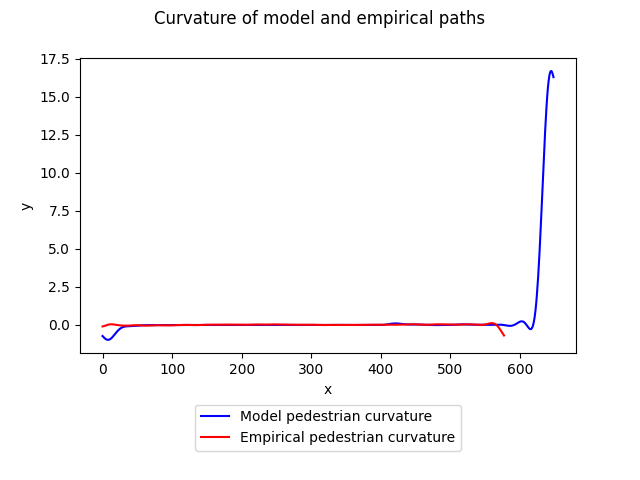 Curvature of model and empirical paths
17.5
15.0
12.5
10.0
7.5
5.0
2.5
0.0
y
0 100 200 300 400 500 600
x
Model pedestrian curvature
Empirical pedestrian curvature